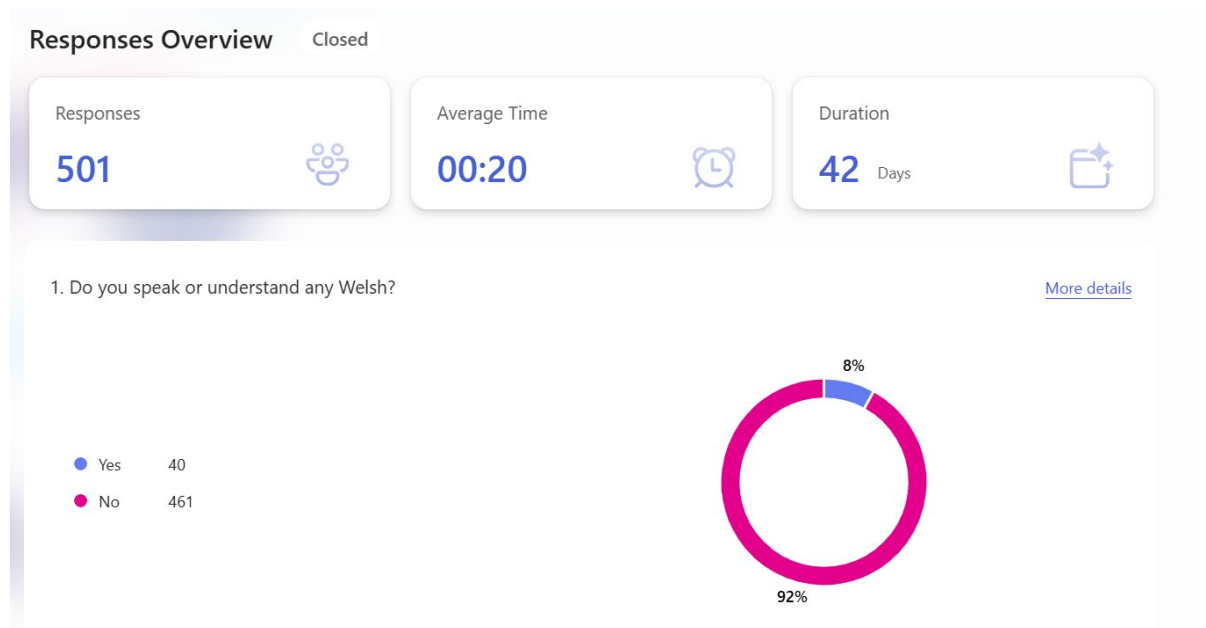 Responses Overview Closed
Responses
501
Average Time
00:20
Duration
42 Days
1. Do you speak or understand any Welsh?
More details
8%
Yes 40
No 461
92%